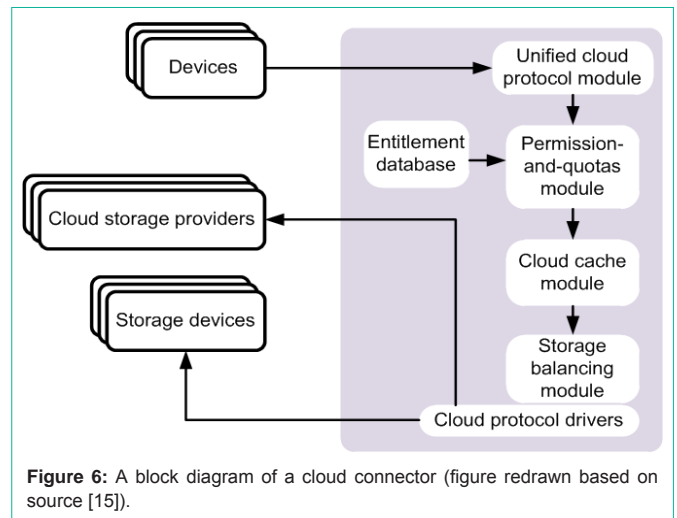 Devices
Unified cloud
protocol module
Entitlement
database
Permission-
and-quotas
module
Cloud storage providers
Cloud cache
module
Storage devices
Storage
balancing
module
Cloud protocol drivers
Figure 6: A block diagram of a cloud connector (figure redrawn based on
source [15]).